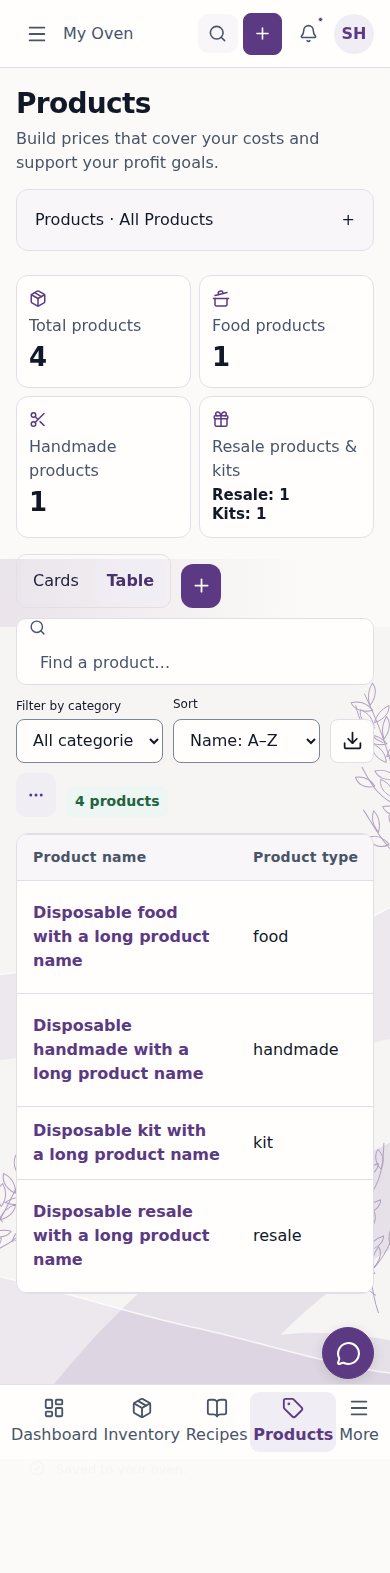 My Oven
SH
Products
Build prices that cover your costs and
support your profit goals.
Products · All Products
+
Total products
4
Food products
1
Handmade
products
1
Resale products &
kits
Resale: 1
Kits: 1
Cards
Table
Find a product...
Filter by category
Sort
All categorie
Name: A–Z
4 products
Product name
Product type
Disposable food
with a long product
name
food
Disposable
handmade with a
long product name
handmade
Disposable kit with
a long product name
kit
Disposable resale
with a long product
name
resale
Dashboard
Inventory
Recipes
Products
More
Saved to your oven